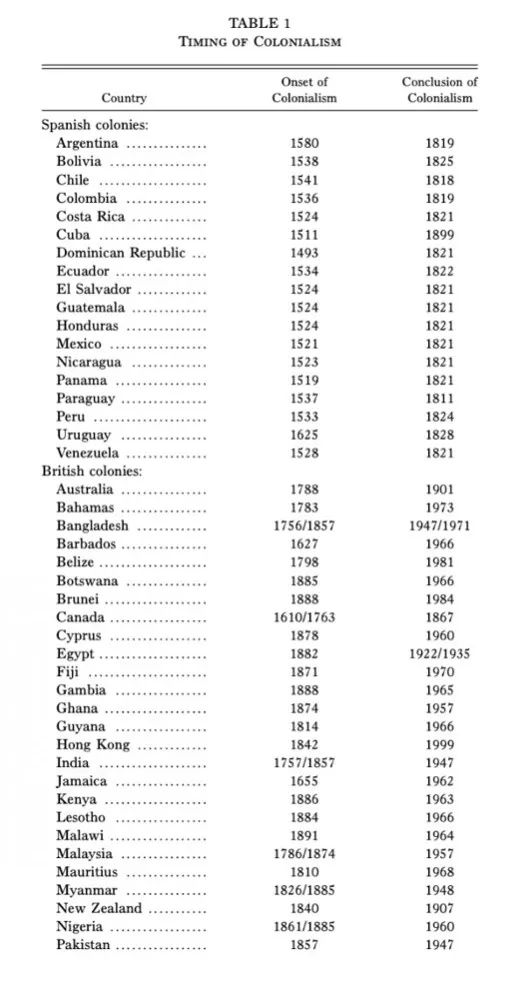 TABLE 1
TIMING OF COLONIALISM
Country Onset of Colonialism Conclusion of Colonialism
Spanish colonies:
Argentina ............... 1580 1819
Bolivia ................. 1538 1825
Chile .................... 1541 1818
Colombia ............... 1536 1819
Costa Rica .............. 1524 1821
Cuba .................... 1511 1899
Dominican Republic ... 1493 1821
Ecuador ................. 1534 1822
El Salvador ............. 1524 1821
Guatemala .............. 1524 1821
Honduras ............... 1524 1821
Mexico .................. 1521 1821
Nicaragua .............. 1523 1821
Panama ................. 1519 1821
Paraguay ................ 1537 1811
Peru ..................... 1533 1824
Uruguay ................ 1625 1828
Venezuela ............... 1528 1821
British colonies:
Australia ................ 1788 1901
Bahamas ................ 1783 1973
Bangladesh ............. 1756/1857 1947/1971
Barbados ................ 1627 1966
Belize .................... 1798 1981
Botswana ............... 1885 1966
Brunei ................... 1888 1984
Canada .................. 1610/1763 1867
Cyprus .................. 1878 1960
Egypt .................... 1882 1922/1935
Fiji ...................... 1871 1970
Gambia ................. 1888 1965
Ghana ................... 1874 1957
Guyana ................. 1814 1966
Hong Kong ............. 1842 1999
India .................... 1757/1857 1947
Jamaica ................. 1655 1962
Kenya ................... 1886 1963
Lesotho ................. 1884 1966
Malawi .................. 1891 1964
Malaysia ................ 1786/1874 1957
Mauritius ............... 1810 1968
Myanmar ............... 1826/1885 1948
New Zealand ........... 1840 1907
Nigeria .................. 1861/1885 1960
Pakistan ................. 1857 1947